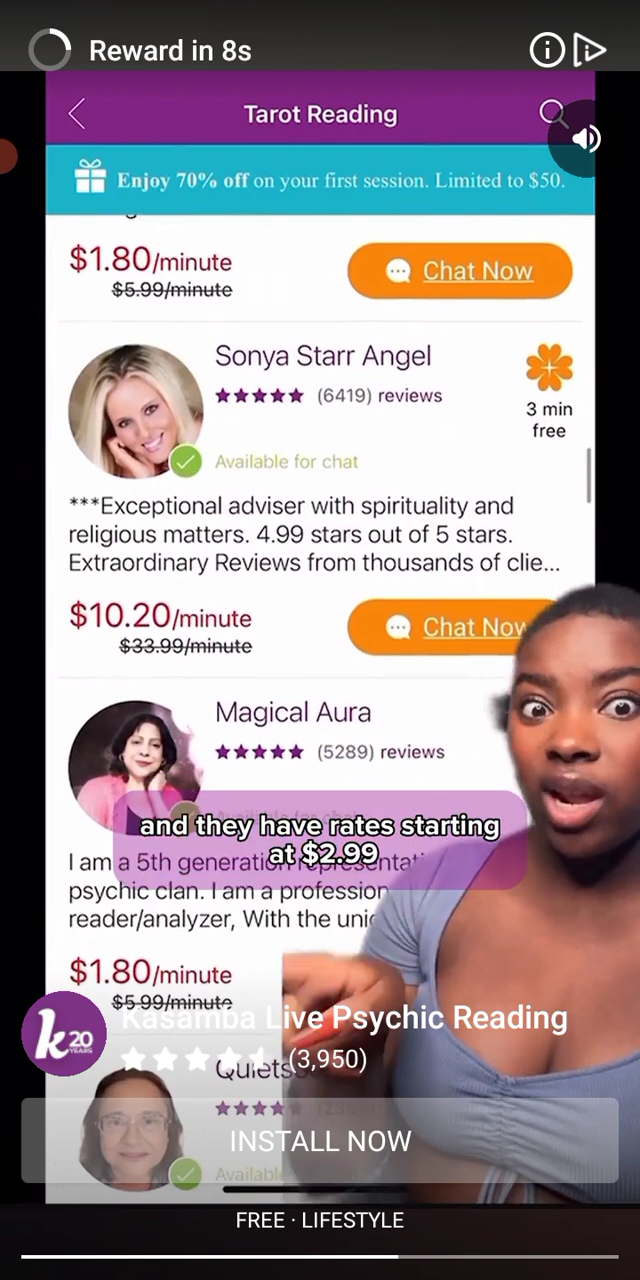 Reward in 8s
Tarot Reading
Enjoy 70% off on your first session. Limited to $50.
$1.80/minute
$5.99/minute
Chat Now
Sonya Starr Angel
(6419) reviews
3 min
free
Available for chat
***Exceptional adviser with spirituality and
religious matters. 4.99 stars out of 5 stars.
Extraordinary Reviews from thousands of clie...
$10.20/minute
$33.99/minute
Chat Now
Magical Aura
(5289) reviews
and they have rates starting
at $2.99
I am a 5th generation representat
psychic clan. I am a profession
reader/analyzer, With the uniq
$1.80/minute
$5.99/minute
k 20
YEARS
Kasamba Live Psychic Reading
(3,950)
INSTALL NOW
Available
FREE · LIFESTYLE